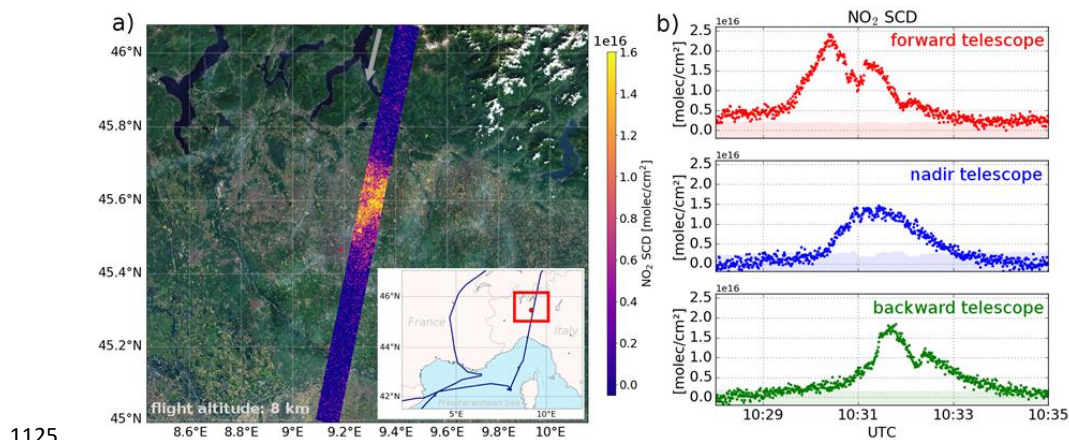 a)
1e16
46°N
45.8°N
45.6°N
45.4°N
45.2°N
45°N
1.6
1.4
1.2
1.0
0.8
0.6
0.4
0.2
0.0
NO₂ SCD [molec/cm²]
46°N
44°N
42°N
France
Italy
Mediterranean Sea
5°E
10°E
flight altitude: 8 km
8.6°E 8.8°E 9°E 9.2°E 9.4°E 9.6°E 9.8°E 10°E
b)
NO₂ SCD
1e16
forward telescope
2.5
2.0
1.5
1.0
0.5
0.0
[molec/cm²]
1e16
nadir telescope
2.5
2.0
1.5
1.0
0.5
0.0
[molec/cm²]
1e16
backward telescope
2.5
2.0
1.5
1.0
0.5
0.0
[molec/cm²]
10:29 10:31 10:33 10:35
UTC
1125